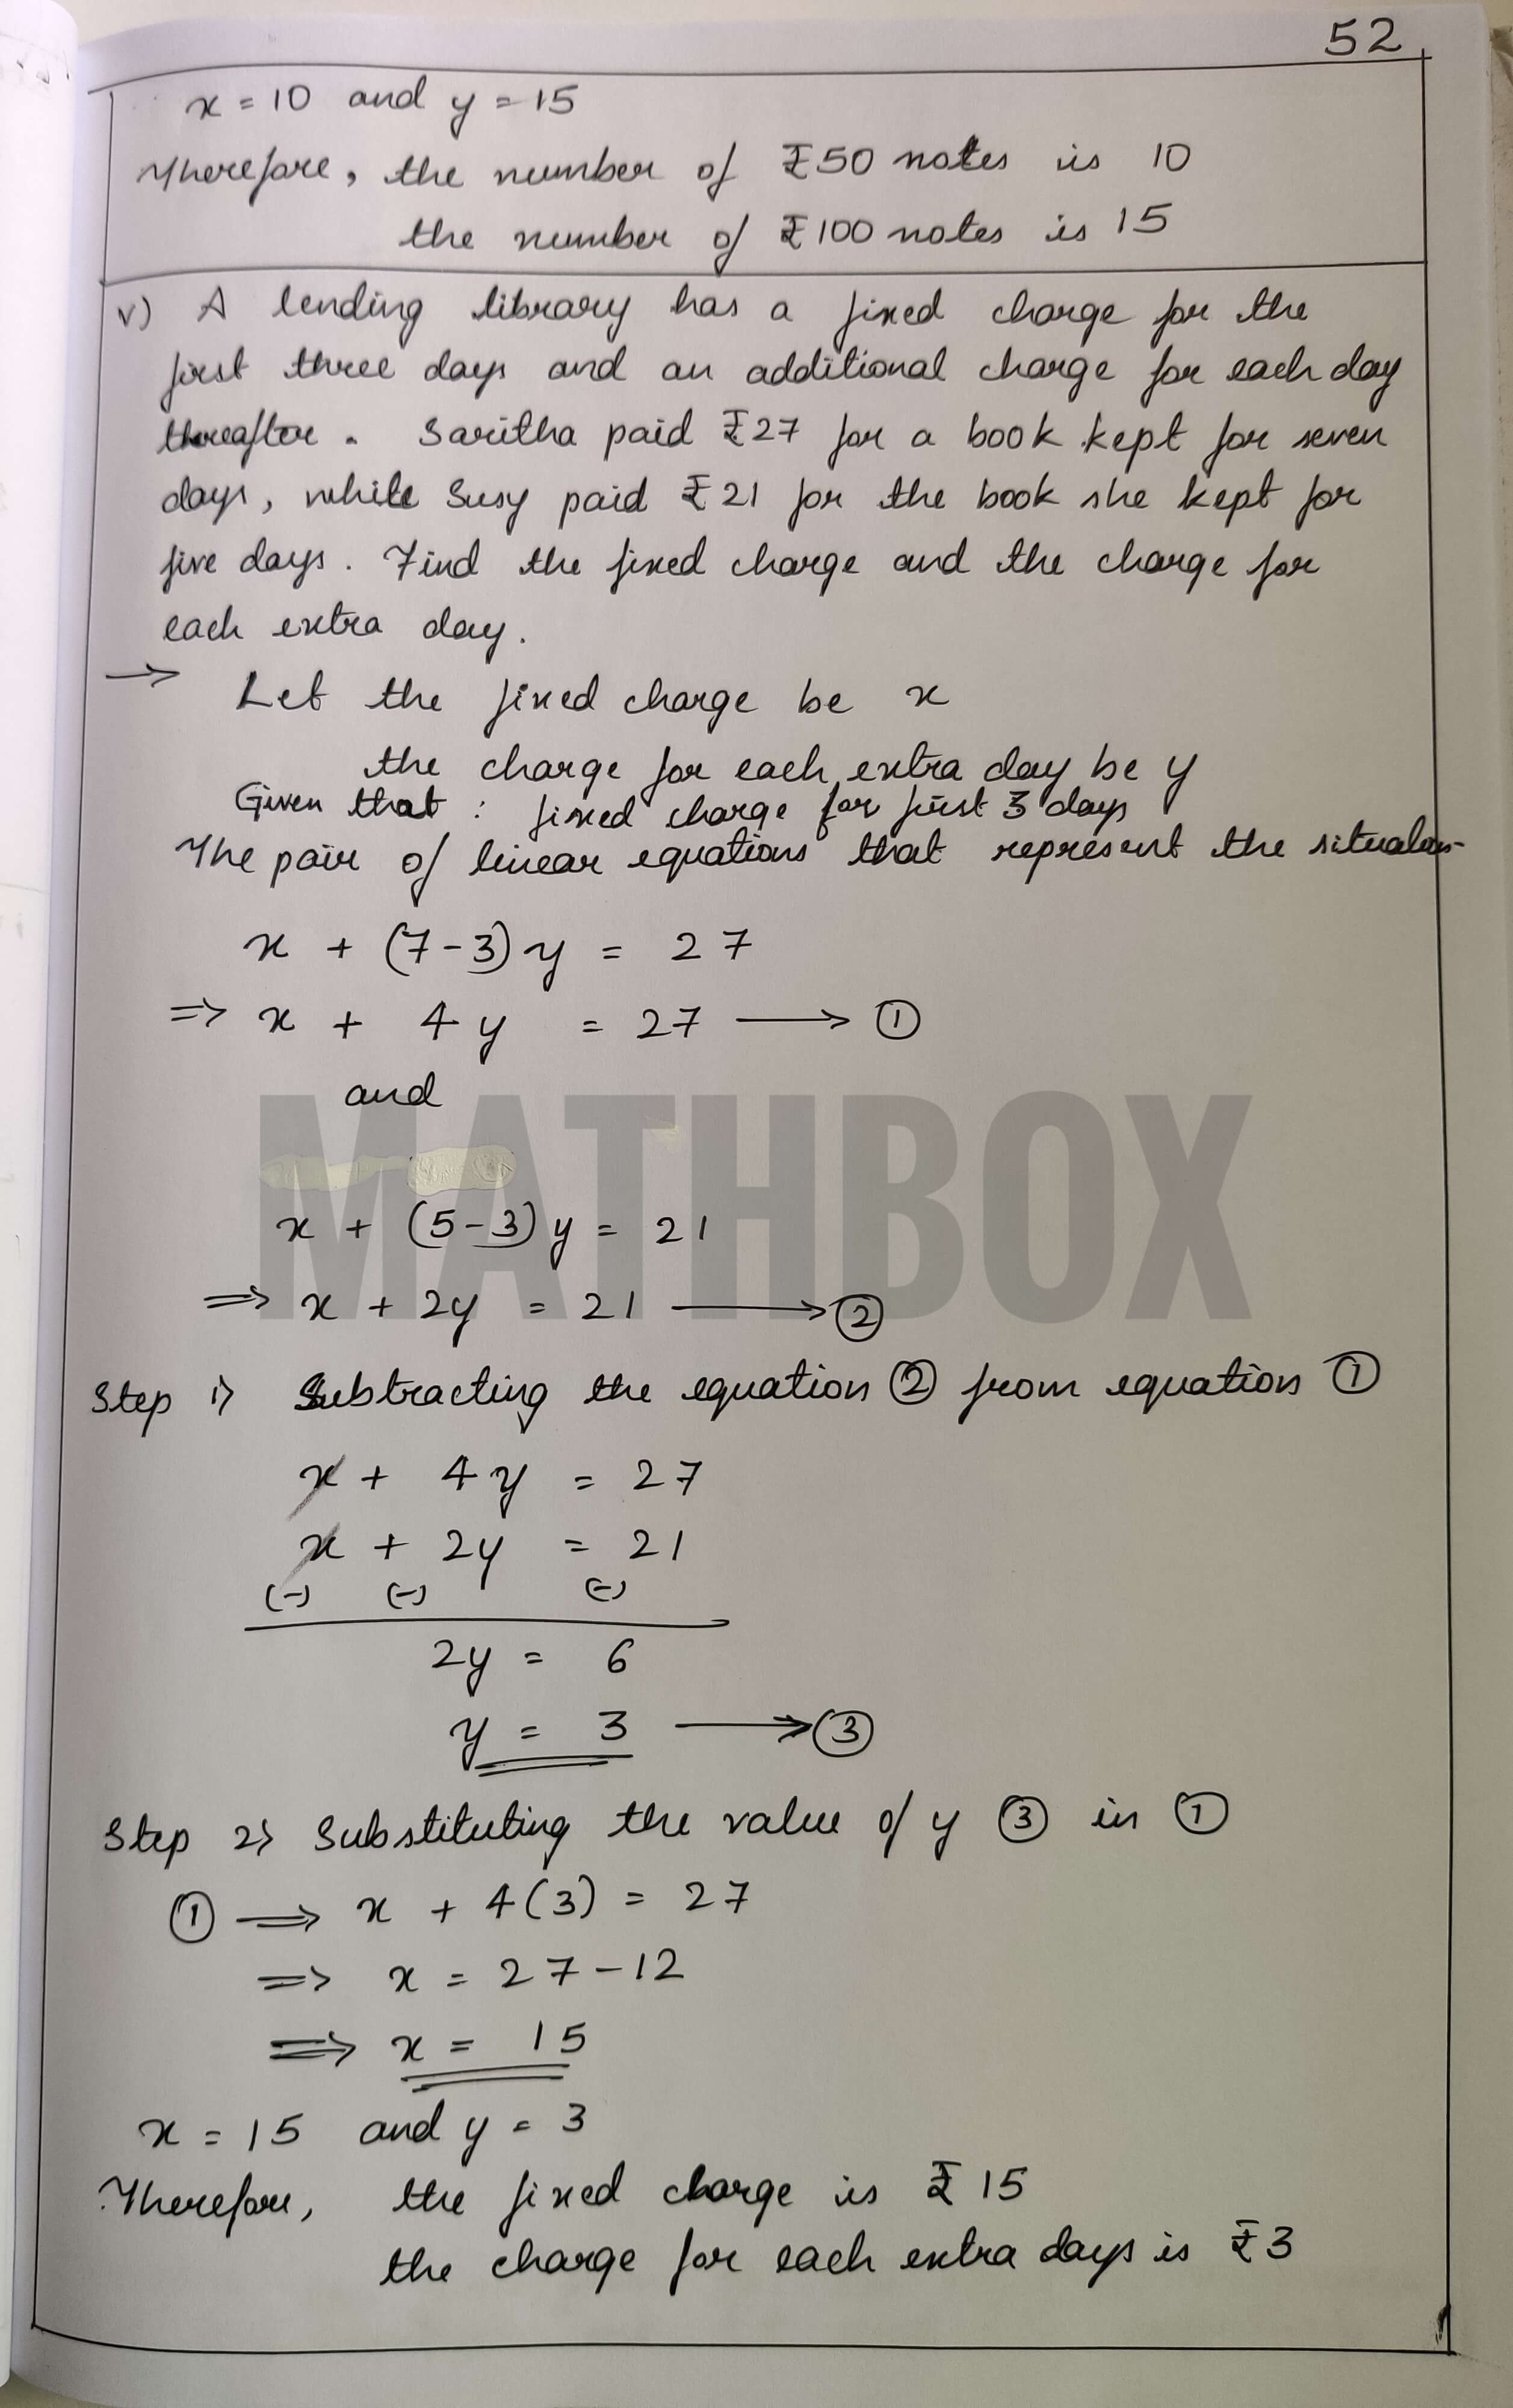 52
x = 10 and y = 15
Therefore, the number of ₹50 notes is 10
the number of ₹100 notes is 15
v) A lending library has a fixed charge for the
first three days and an additional charge for each day
thereafter. Saritha paid ₹27 for a book kept for seven
days, while Susy paid ₹21 for the book she kept for
five days. Find the fixed charge and the charge for
each extra day.
→ Let the fixed charge be x
the charge for each extra day be y
Given that : fixed charge for first 3 days
The pair of linear equations that represent the situation-
x + (7-3)y = 27
⇒ x + 4y = 27 → ①
and
x + (5-3)y = 21
⇒ x + 2y = 21 → ②
MATHBOX
Step 1) Subtracting the equation ② from equation ①
x + 4y = 27
x + 2y = 21
(-) (-) (-)
2y = 6
y = 3 → ③
Step 2) Substituting the value of y ③ in ①
① ⇒ x + 4(3) = 27
⇒ x = 27-12
⇒ x = 15
x = 15 and y = 3
Therefore, the fixed charge is ₹15
the charge for each extra days is ₹3